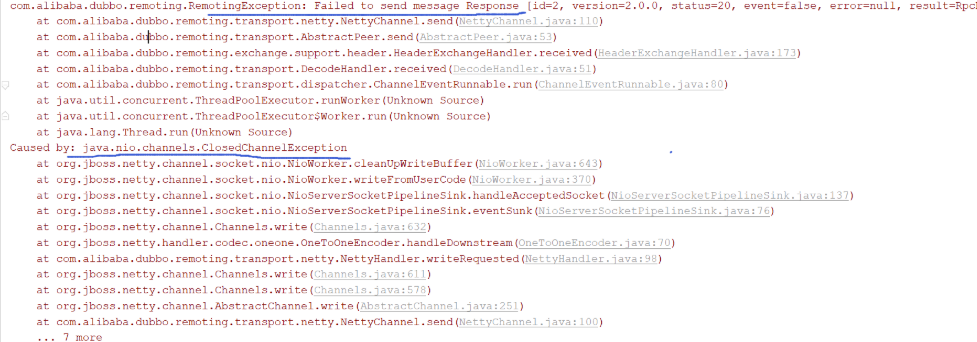 com.alibaba.dubbo.remoting.RemotingException: Failed to send message Response [id=2, version=2.0.0, status=20, event=false, error=null, result=Rpc
at com.alibaba.dubbo.remoting.transport.netty.NettyChannel.send(NettyChannel.java:110)
at com.alibaba.dubbo.remoting.transport.AbstractPeer.send(AbstractPeer.java:53)
at com.alibaba.dubbo.remoting.exchange.support.header.HeaderExchangeHandler.received(HeaderExchangeHandler.java:173)
at com.alibaba.dubbo.remoting.transport.DecodeHandler.received(DecodeHandler.java:51)
at com.alibaba.dubbo.remoting.transport.dispatcher.ChannelEventRunnable.run(ChannelEventRunnable.java:80)
at java.util.concurrent.ThreadPoolExecutor.runWorker(Unknown Source)
at java.util.concurrent.ThreadPoolExecutor$Worker.run(Unknown Source)
at java.lang.Thread.run(Unknown Source)
Caused by: java.nio.channels.ClosedChannelException
at org.jboss.netty.channel.socket.nio.NioWorker.cleanUpWriteBuffer(NioWorker.java:643)
at org.jboss.netty.channel.socket.nio.NioWorker.writeFromUserCode(NioWorker.java:370)
at org.jboss.netty.channel.socket.nio.NioServerSocketPipelineSink.handleAcceptedSocket(NioServerSocketPipelineSink.java:137)
at org.jboss.netty.channel.socket.nio.NioServerSocketPipelineSink.eventSunk(NioServerSocketPipelineSink.java:76)
at org.jboss.netty.channel.Channels.write(Channels.java:632)
at org.jboss.netty.handler.codec.oneone.OneToOneEncoder.handleDownstream(OneToOneEncoder.java:70)
at com.alibaba.dubbo.remoting.transport.netty.NettyHandler.writeRequested(NettyHandler.java:98)
at org.jboss.netty.channel.Channels.write(Channels.java:611)
at org.jboss.netty.channel.Channels.write(Channels.java:578)
at org.jboss.netty.channel.AbstractChannel.write(AbstractChannel.java:251)
at com.alibaba.dubbo.remoting.transport.netty.NettyChannel.send(NettyChannel.java:100)
... 7 more